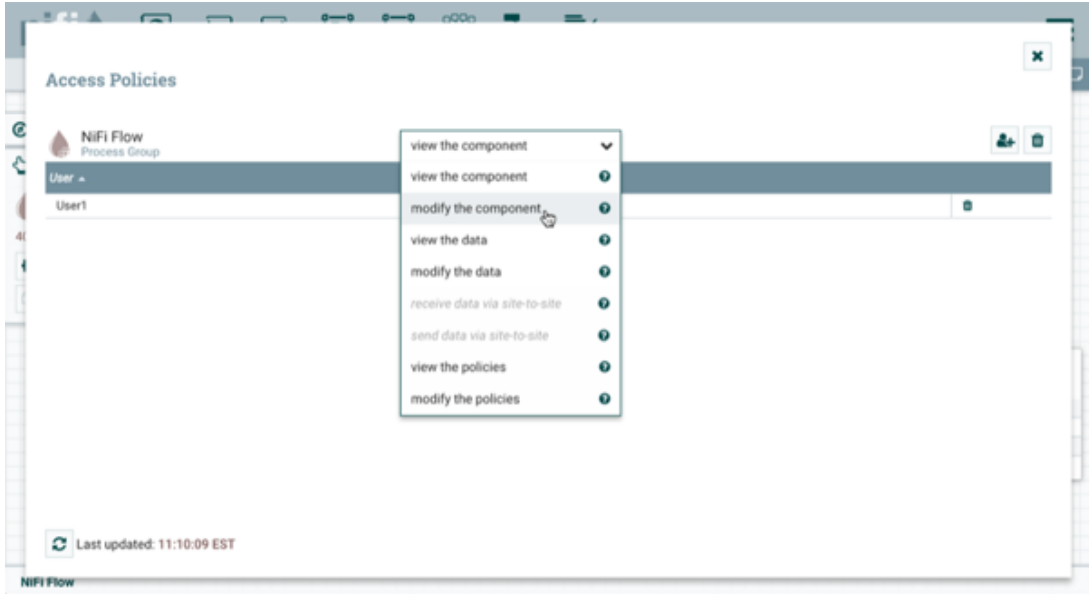 Access Policies
NiFi Flow
Process Group
view the component
User
view the component
User1
modify the component
view the data
modify the data
receive data via site-to-site
send data via site-to-site
view the policies
modify the policies
Last updated: 11:10:09 EST
NiFi Flow